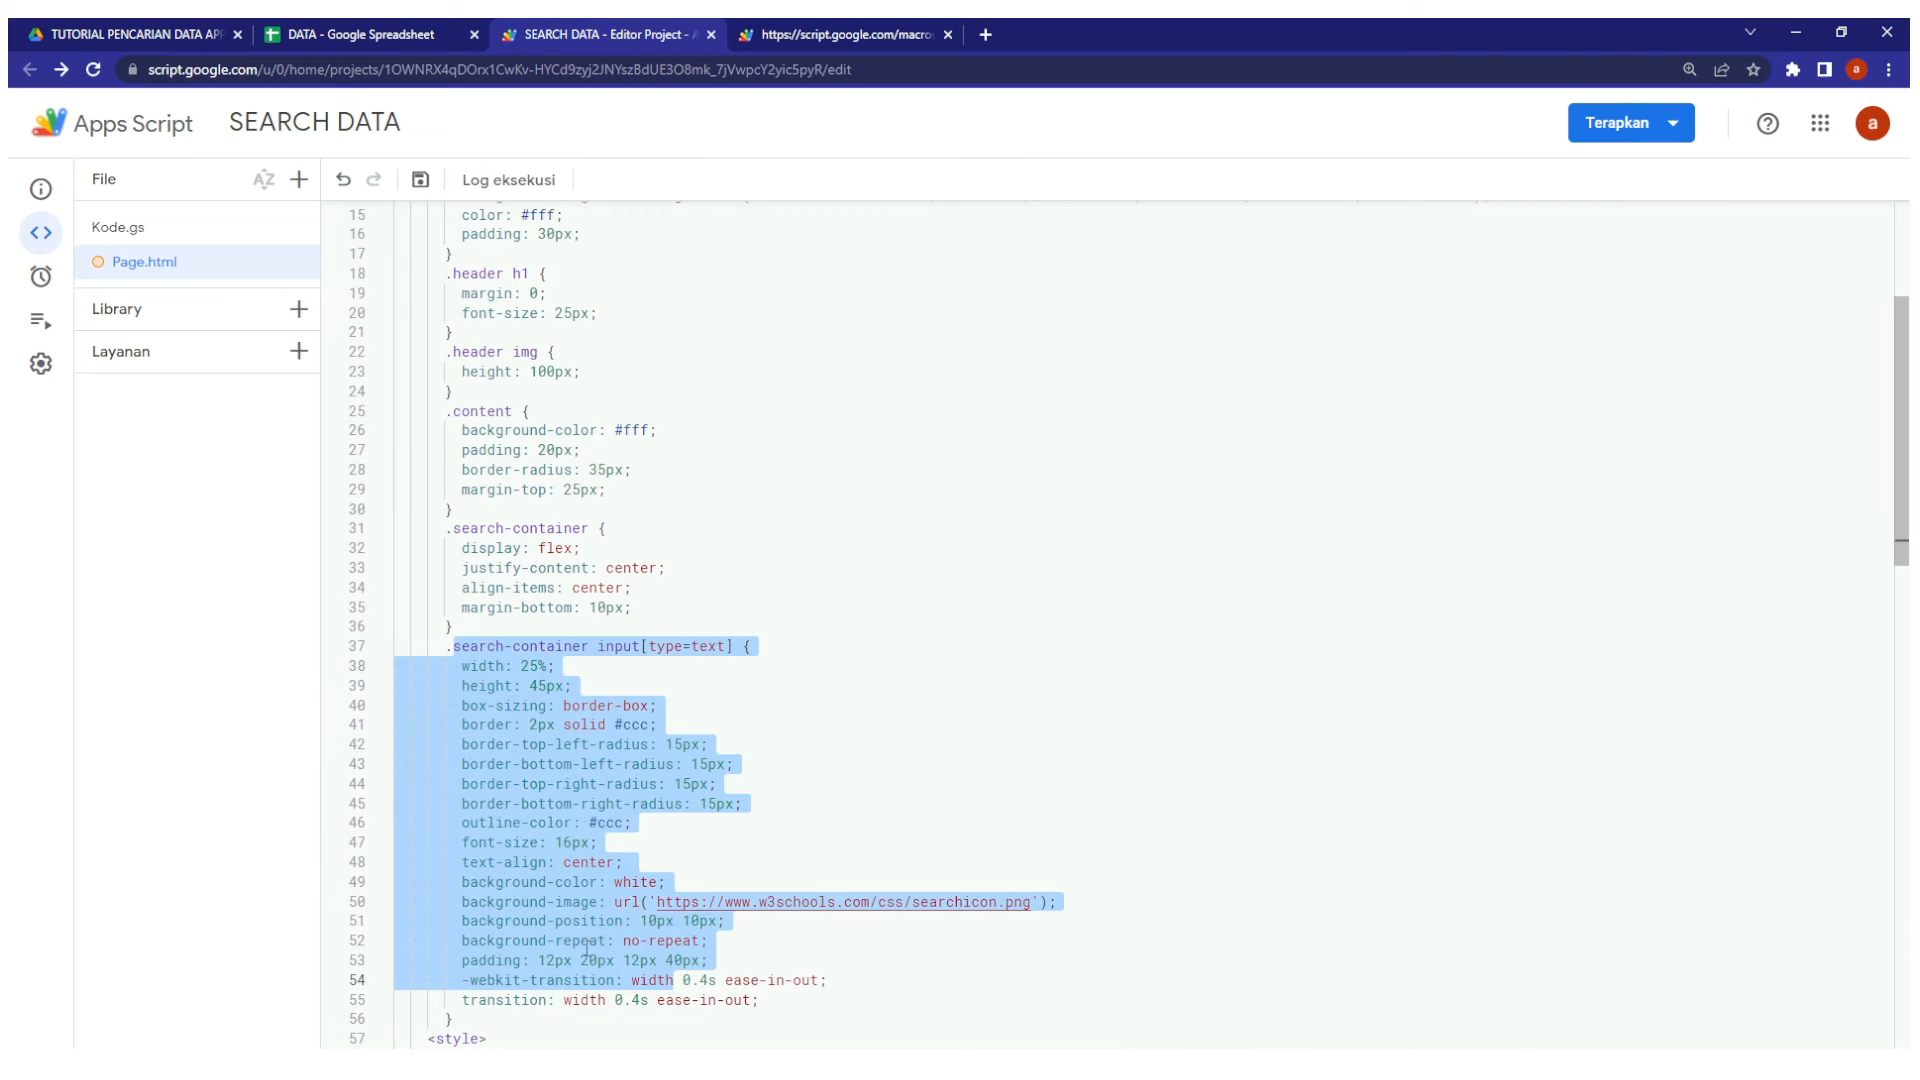 TUTORIAL PENCARIAN DATA APP
DATA - Google Spreadsheet
SEARCH DATA - Editor Project - A
https://script.google.com/macros
script.google.com/u/0/home/projects/1OWNRX4qDOrx1CwKv-HYCd9zyj2JNYszBdUE3O8mk_7jVwpcY2yic5pyR/edit
a
Apps Script
SEARCH DATA
Terapkan
a
File
AZ
Log eksekusi
Kode.gs
Page.html
Library
Layanan
15 color: #fff;
16 padding: 30px;
17 }
18 .header h1 {
19 margin: 0;
20 font-size: 25px;
21 }
22 .header img {
23 height: 100px;
24 }
25 .content {
26 background-color: #fff;
27 padding: 20px;
28 border-radius: 35px;
29 margin-top: 25px;
30 }
31 .search-container {
32 display: flex;
33 justify-content: center;
34 align-items: center;
35 margin-bottom: 10px;
36 }
37 .search-container input[type=text] {
38 width: 25%;
39 height: 45px;
40 box-sizing: border-box;
41 border: 2px solid #ccc;
42 border-top-left-radius: 15px;
43 border-bottom-left-radius: 15px;
44 border-top-right-radius: 15px;
45 border-bottom-right-radius: 15px;
46 outline-color: #ccc;
47 font-size: 16px;
48 text-align: center;
49 background-color: white;
50 background-image: url('https://www.w3schools.com/css/searchicon.png');
51 background-position: 10px 10px;
52 background-repeat: no-repeat;
53 padding: 12px 20px 12px 40px;
54 -webkit-transition: width 0.4s ease-in-out;
55 transition: width 0.4s ease-in-out;
56 }
57 <style>